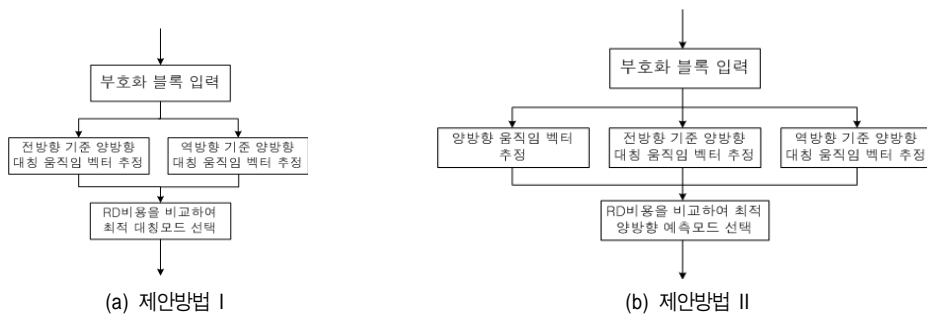 부호화 블록 입력
전방향 기준 양방향
대칭 움직임 벡터 추정
역방향 기준 양방향
대칭 움직임 벡터 추정
RD비용을 비교하여
최적 대칭모드 선택
(a) 제안방법 I
부호화 블록 입력
양방향 움직임 벡터
추정
전방향 기준 양방향
대칭 움직임 벡터 추정
역방향 기준 양방향
대칭 움직임 벡터 추정
RD비용을 비교하여 최적
양방향 예측모드 선택
(b) 제안방법 II